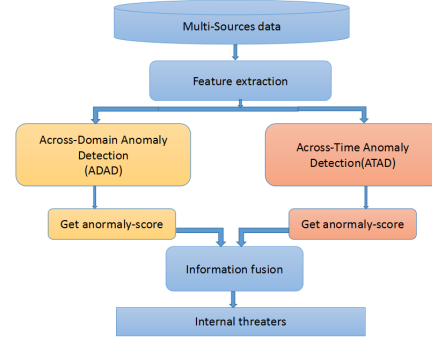 Multi-Sources data
Feature extraction
Across-Domain Anomaly
Detection
(ADAD)
Across-Time Anomaly
Detection(ATAD)
Get anormaly-score
Get anormaly-score
Information fusion
Internal threaters